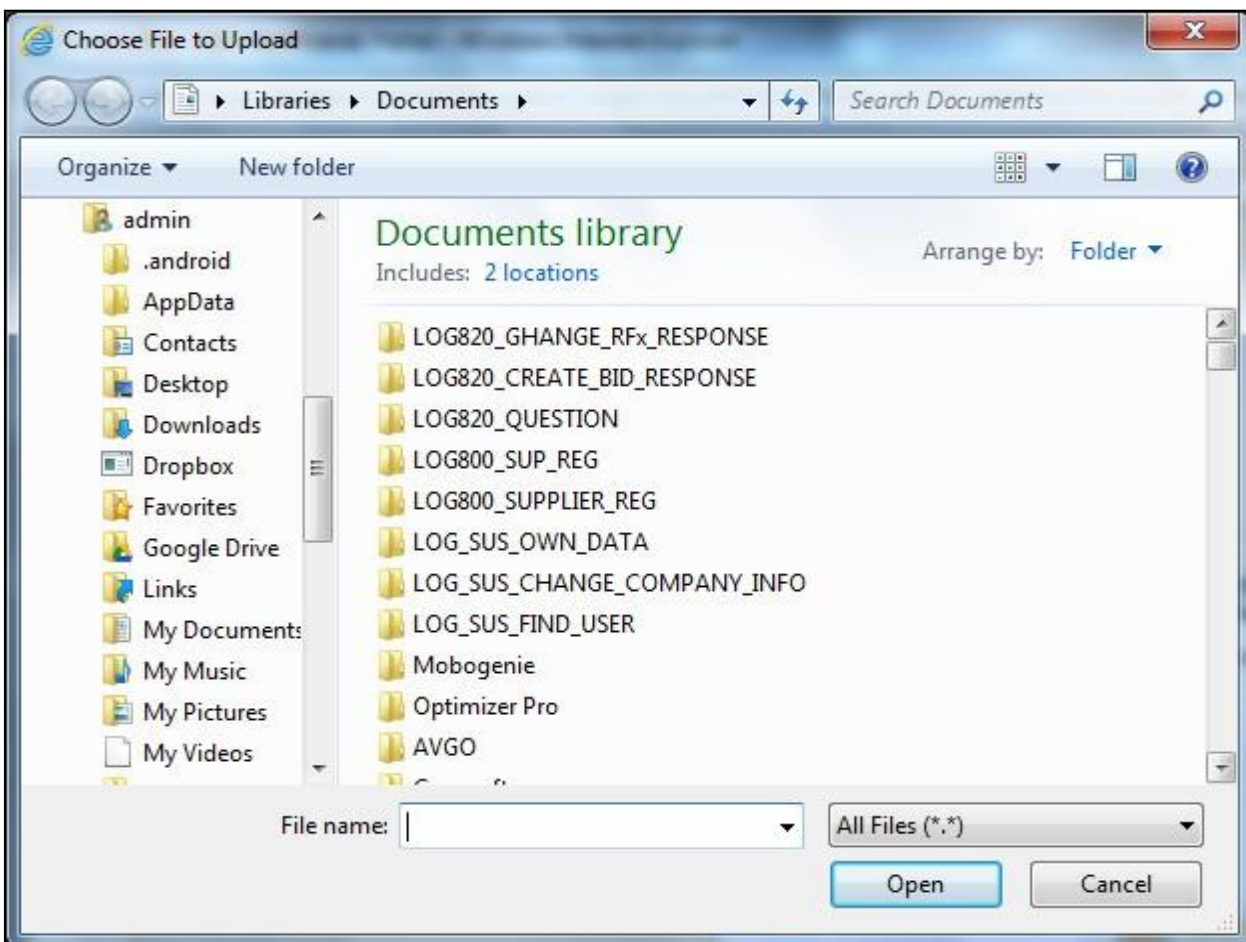 Choose File to Upload
Libraries Documents
Search Documents
Organize New folder
admin
.android
AppData
Contacts
Desktop
Downloads
Dropbox
Favorites
Google Drive
Links
My Documents
My Music
My Pictures
My Videos
Documents library
Includes: 2 locations
Arrange by: Folder
LOG820_GHANGE_RFx_RESPONSE
LOG820_CREATE_BID_RESPONSE
LOG820_QUESTION
LOG800_SUP_REG
LOG800_SUPPLIER_REG
LOG_SUS_OWN_DATA
LOG_SUS_CHANGE_COMPANY_INFO
LOG_SUS_FIND_USER
Mobogenie
Optimizer Pro
AVGO
File name:
All Files (*.*)
Open Cancel